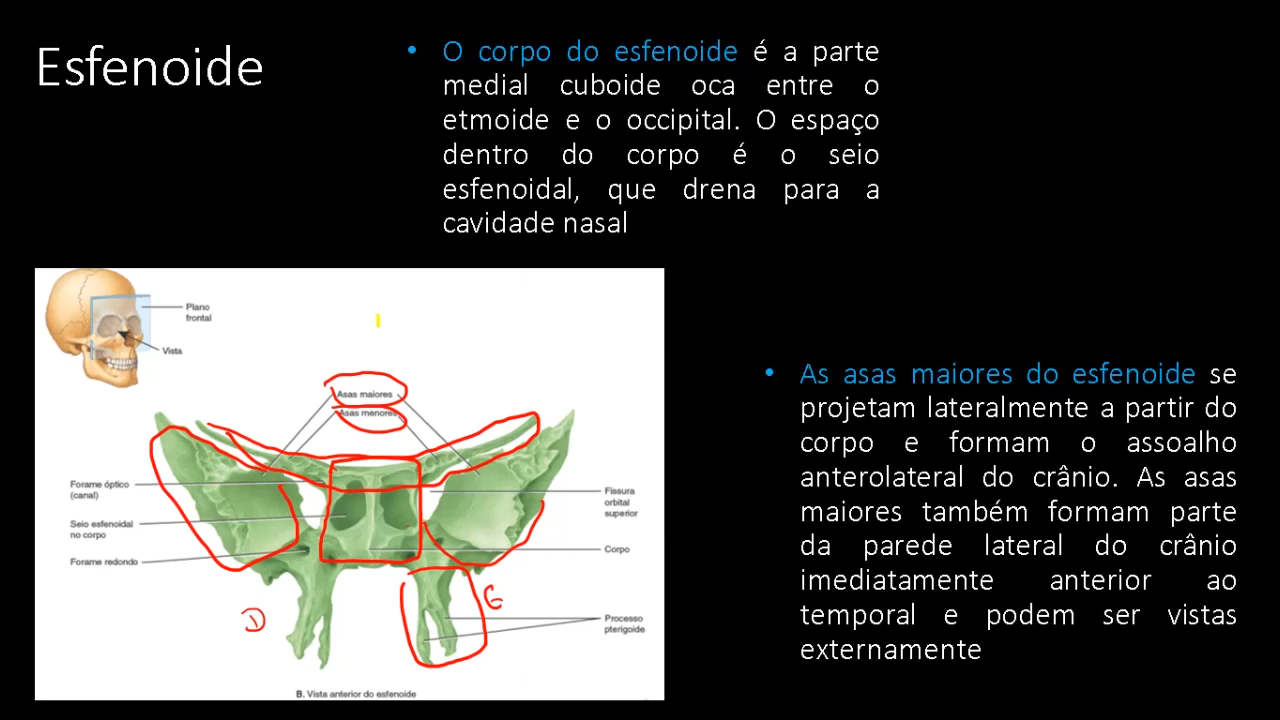 Esfenoide
• O corpo do esfenoide é a parte
medial cuboide oca entre o
etmoide e o occipital. O espaço
dentro do corpo é o seio
esfenoidal, que drena para a
cavidade nasal
Plano
frontal
Vista
Asas maiores
Asas menores
Forame óptico
(canal)
Seio esfenoidal
no corpo
Forame redondo
Fissura
orbital
superior
Corpo
Processo
pterigoide
D
B. Vista anterior do esfenoide
• As asas maiores do esfenoide se
projetam lateralmente a partir do
corpo e formam o assoalho
anterolateral do crânio. As asas
maiores também formam parte
da parede lateral do crânio
imediatamente anterior ao
temporal e podem ser vistas
externamente